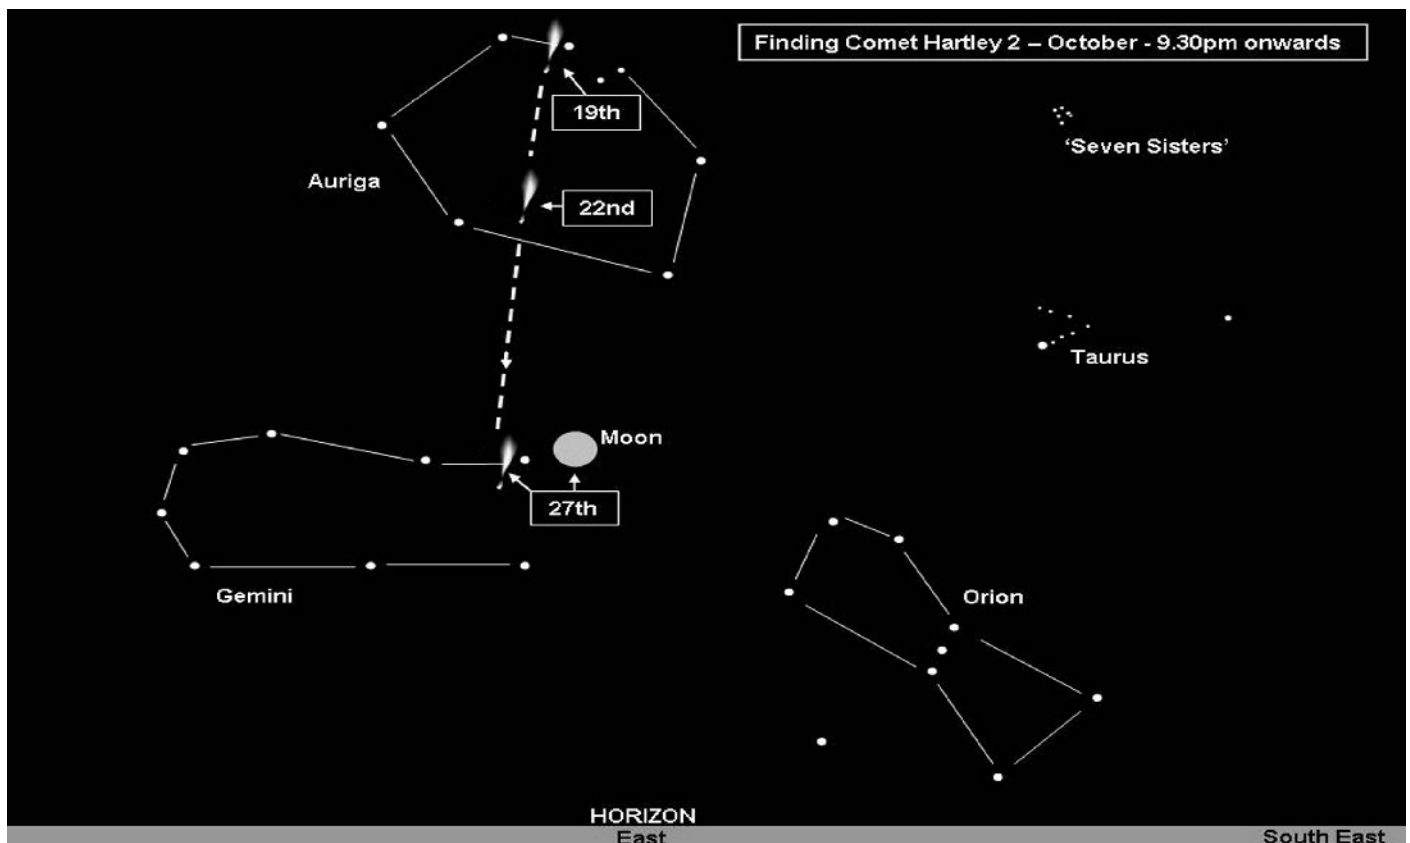 Finding Comet Hartley 2 – October - 9.30pm onwards
19th
'Seven Sisters'
Auriga
22nd
Taurus
Moon
27th
Gemini
Orion
HORIZON
East
South East